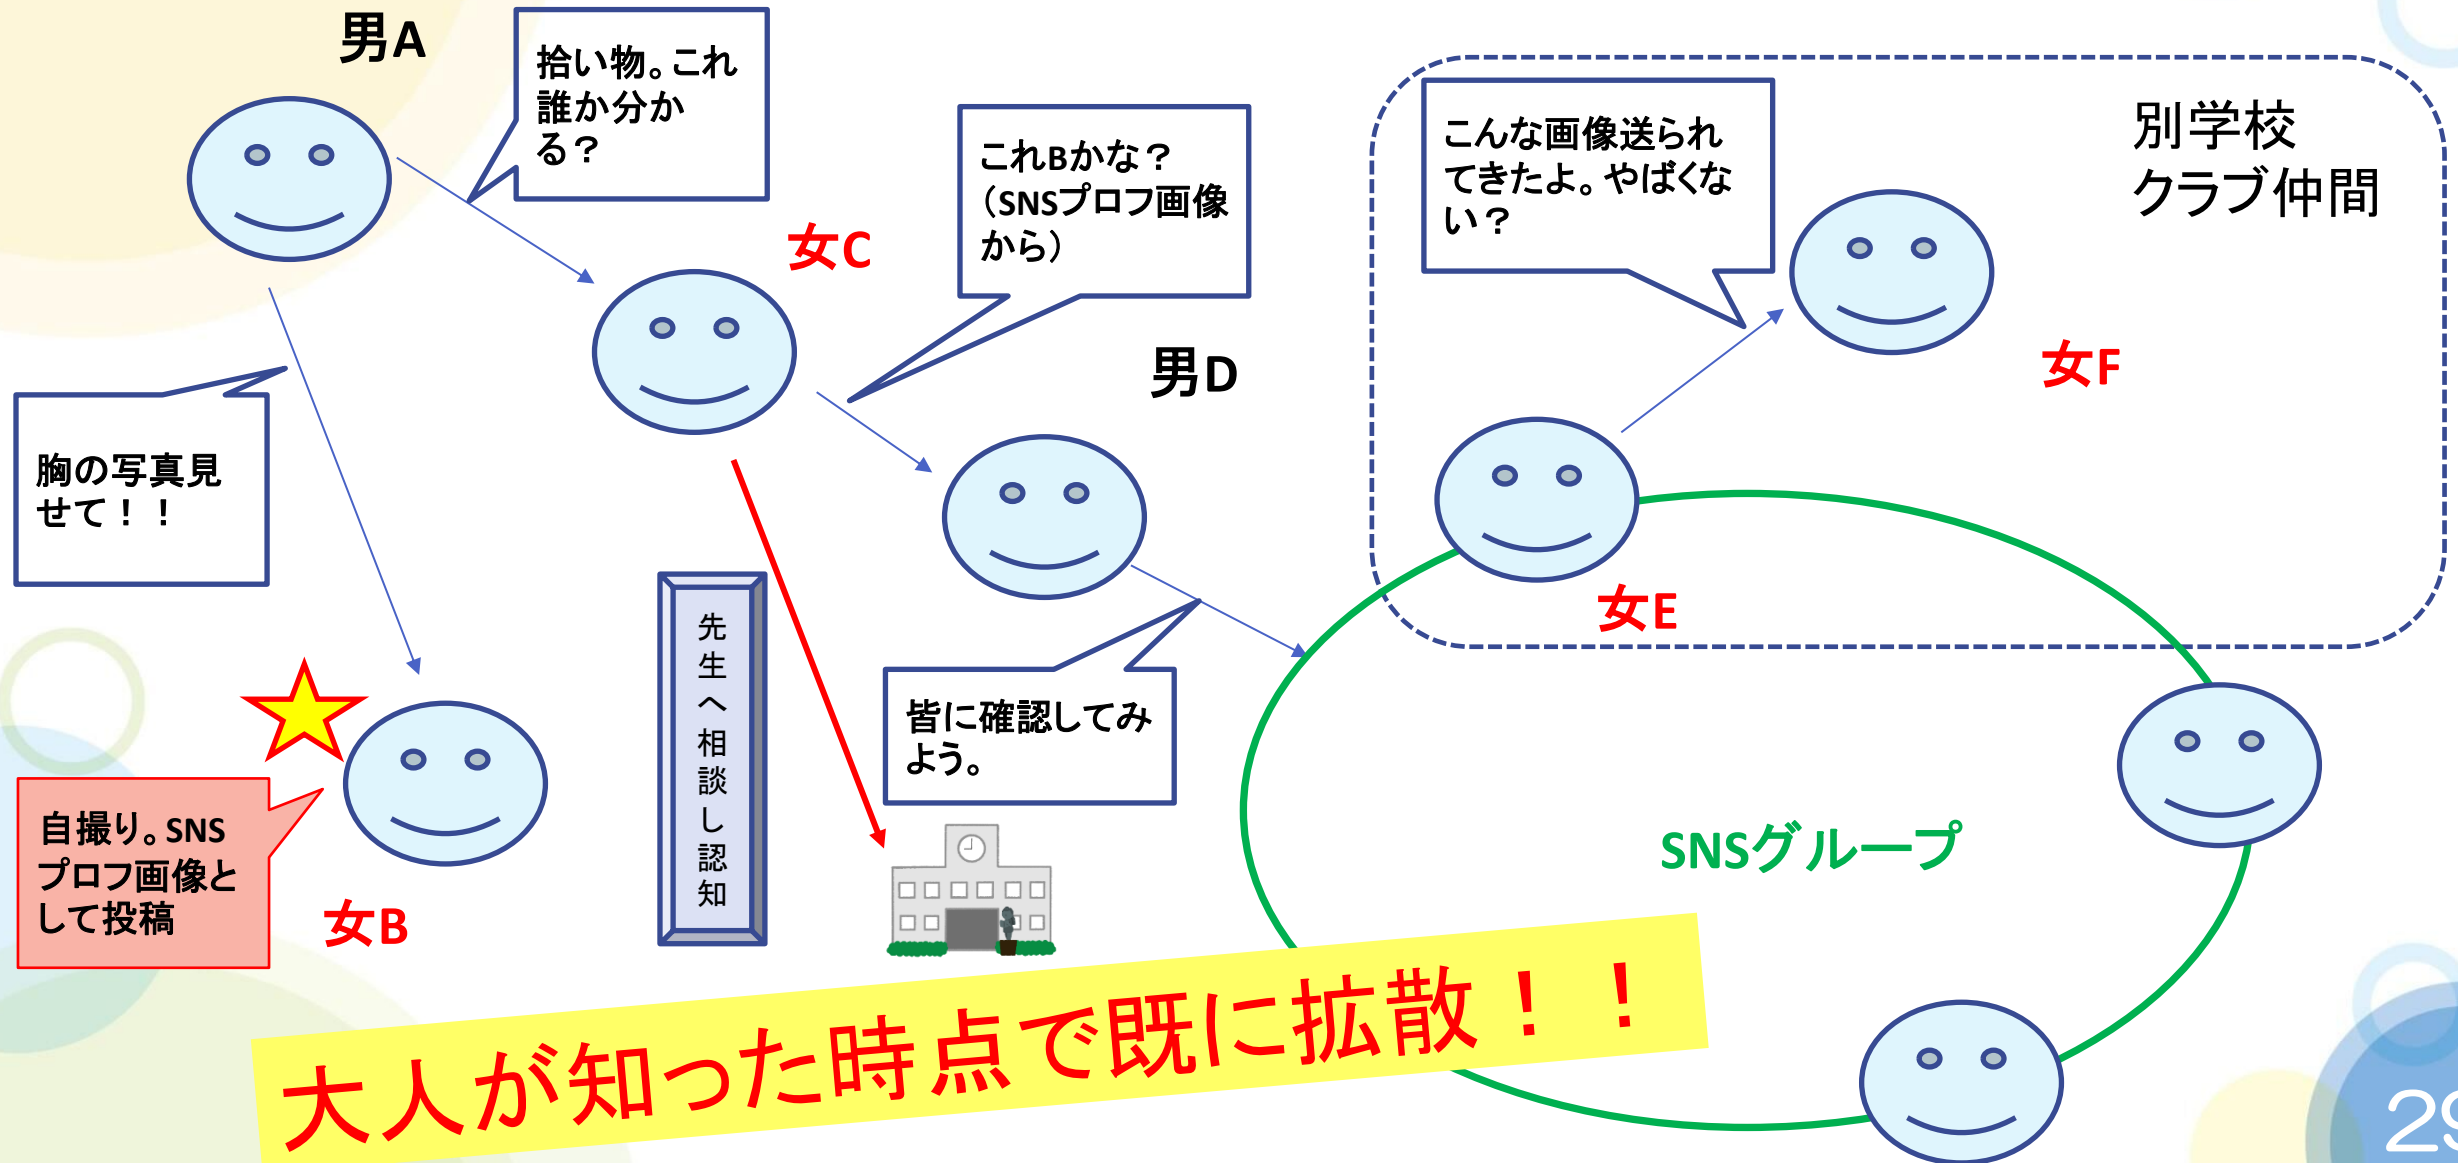 男A
拾い物。これ
誰か分か
る？
女C
これBかな？
（SNSプロフ画像
から）
男D
こんな画像送られ
てきたよ。やばくな
い？
別学校
クラブ仲間
女F
女E
胸の写真見
せて！！
自撮り。SNS
プロフ画像と
して投稿
女B
先生へ相談し認知
皆に確認してみ
よう。
SNSグループ
大人が知った時点で既に拡散！！
29